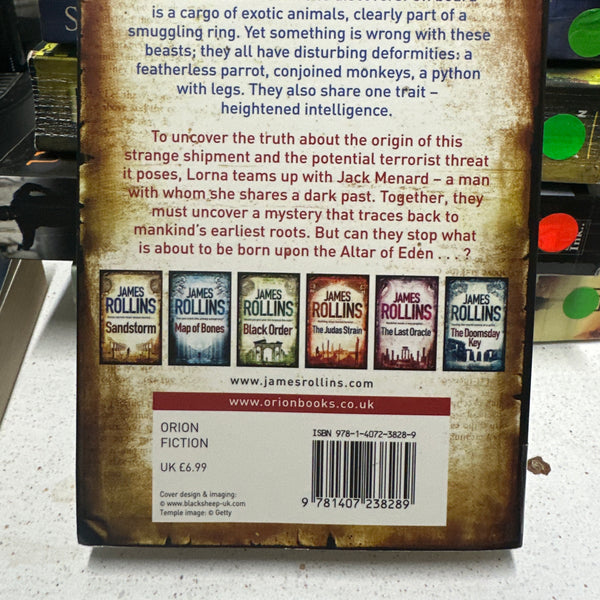 is a cargo of exotic animals, clearly part of a
smuggling ring. Yet something is wrong with these
beasts; they all have disturbing deformities: a
featherless parrot, conjoined monkeys, a python
with legs. They also share one trait –
heightened intelligence.
To uncover the truth about the origin of this
strange shipment and the potential terrorist threat
it poses, Lorna teams up with Jack Menard – a man
with whom she shares a dark past. Together, they
must uncover a mystery that traces back to
mankind's earliest roots. But can they stop what
is about to be born upon the Altar of Eden . . . ?
JAMES
ROLLINS
Sandstorm
JAMES
ROLLINS
Map of Bones
JAMES
ROLLINS
Black Order
JAMES
ROLLINS
The Judas Strain
JAMES
ROLLINS
The Last Oracle
JAMES
ROLLINS
The Doomsday
Key
www.jamesrollins.com
www.orionbooks.co.uk
ORION
FICTION
UK £6.99
Cover design & imaging:
© www.blacksheep-uk.com
Temple image: © Getty
ISBN 978-1-4072-3828-9
9 781407 238289